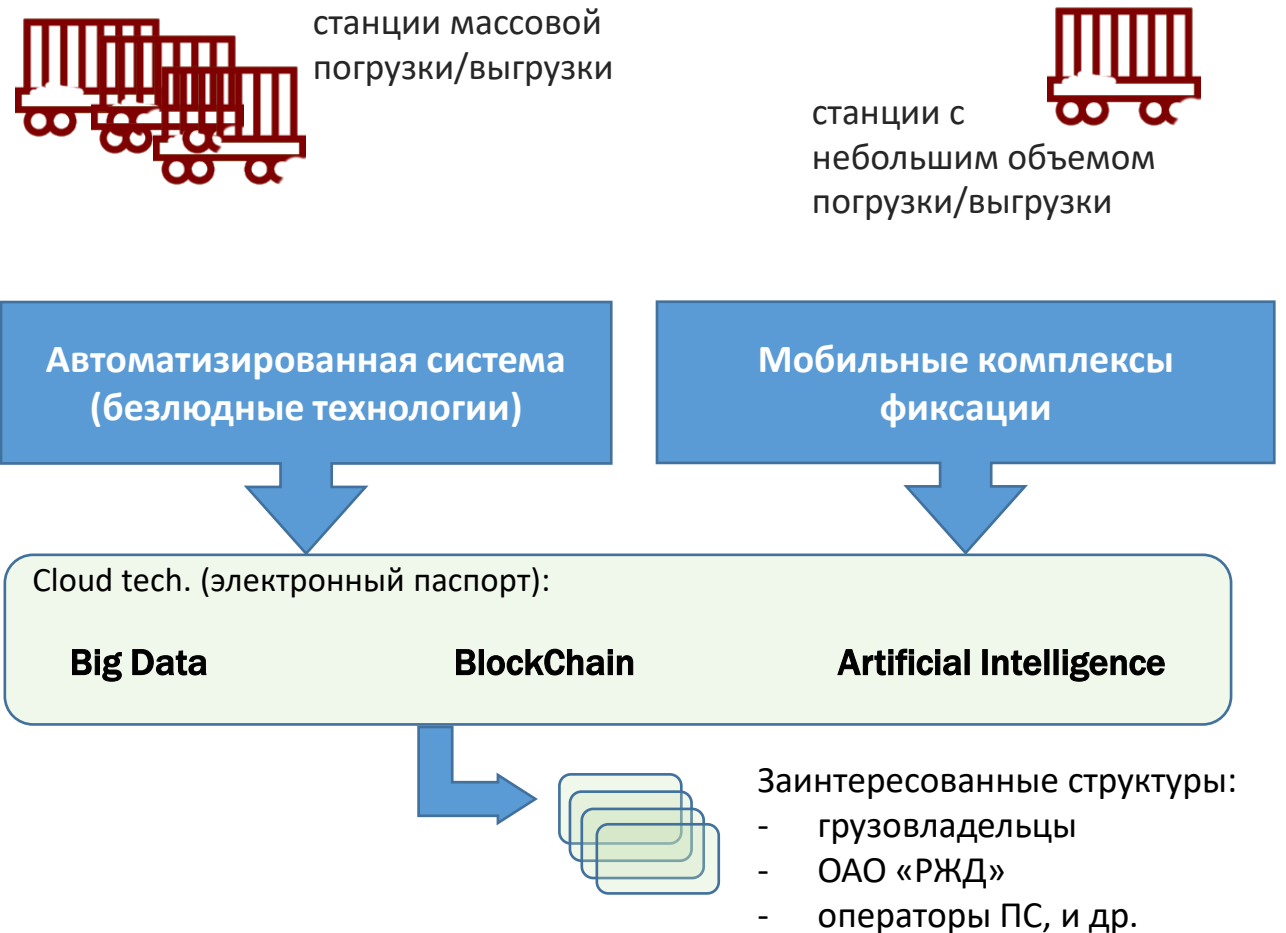 станции массовой
погрузки/выгрузки
станции с
небольшим объемом
погрузки/выгрузки
Автоматизированная система
(безлюдные технологии)
Мобильные комплексы
фиксации
Cloud tech. (электронный паспорт):
Big Data
BlockChain
Artificial Intelligence
Заинтересованные структуры:
- грузовладельцы
- ОАО «РЖД»
- операторы ПС, и др.